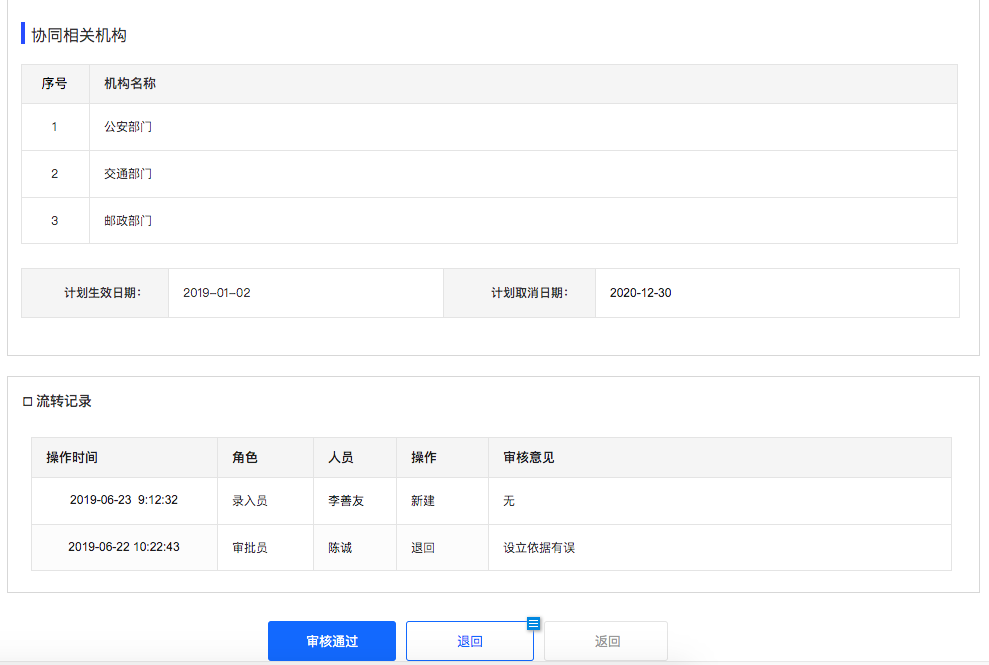 协同相关机构
序号 机构名称
1 公安部门
2 交通部门
3 邮政部门
计划生效日期： 2019–01–02 计划取消日期： 2020-12-30
流转记录
操作时间 角色 人员 操作 审核意见
2019-06-23 9:12:32 录入员 李善友 新建 无
2019-06-22 10:22:43 审批员 陈诚 退回 设立依据有误
审核通过 退回 返回